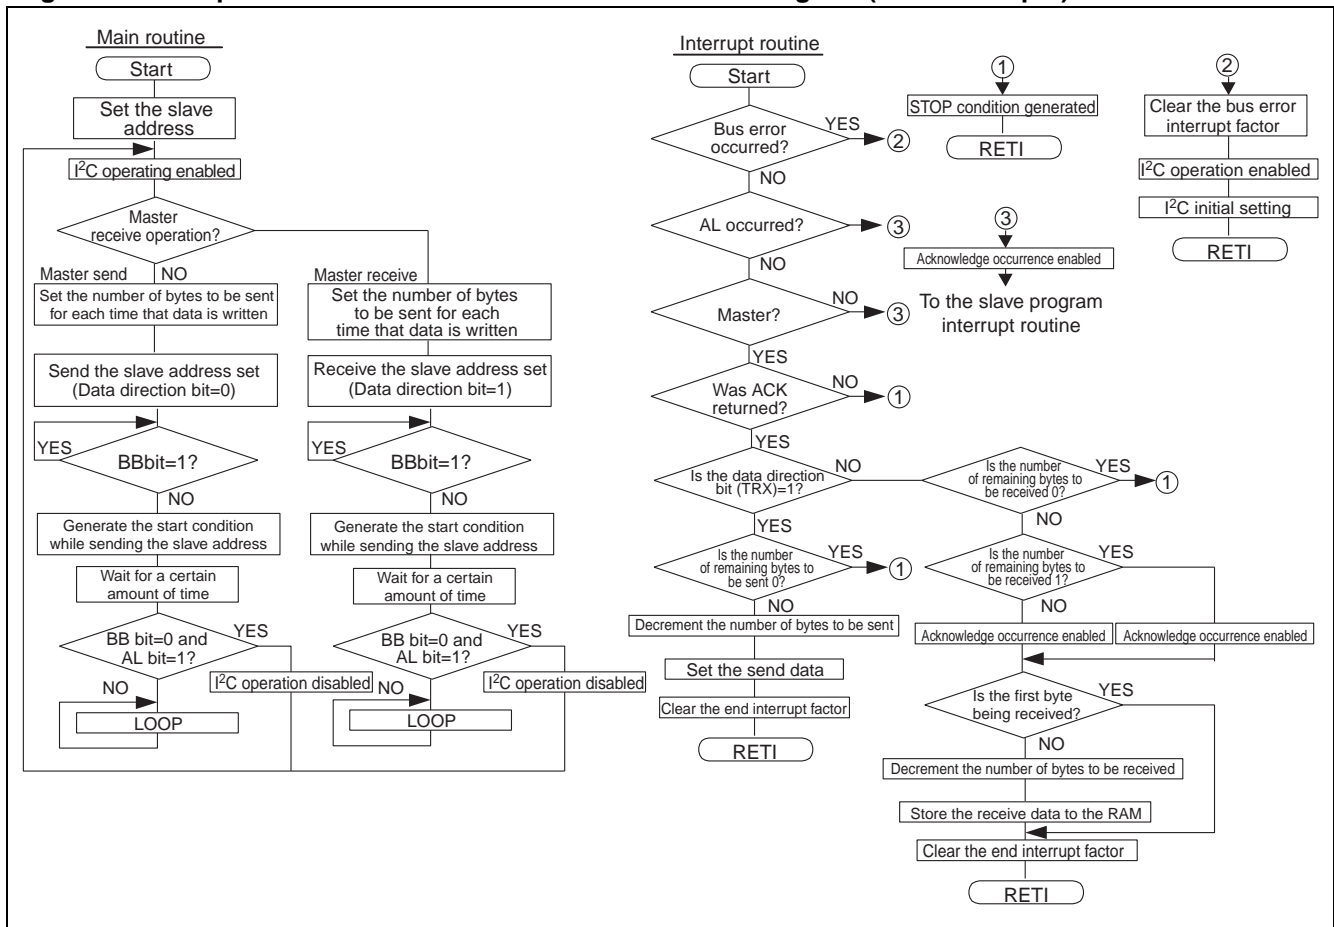 Main routine
Start
Set the slave
address
I²C operating enabled
Master
receive operation?
Master send
NO
Set the number of bytes to be sent
for each time that data is written
Send the slave address set
(Data direction bit=0)
YES
BBbit=1?
NO
Generate the start condition
while sending the slave address
Wait for a certain
amount of time
BB bit=0 and
AL bit=1?
YES
NO
I²C operation disabled
LOOP
Master receive
Set the number of bytes
to be sent for each
time that data is written
Receive the slave address set
(Data direction bit=1)
YES
BBbit=1?
NO
Generate the start condition
while sending the slave address
Wait for a certain
amount of time
BB bit=0 and
AL bit=1?
YES
NO
I²C operation disabled
LOOP
Interrupt routine
Start
Bus error
occurred?
YES
②
NO
AL occurred?
③
NO
Master?
NO
③
YES
Was ACK
returned?
NO
①
YES
Is the data direction
bit (TRX)=1?
NO
YES
Is the number
of remaining bytes to
be sent 0?
YES
①
NO
Decrement the number of bytes to be sent
Set the send data
Clear the end interrupt factor
RETI
Is the number
of remaining bytes to
be received 0?
YES
①
NO
Is the number
of remaining bytes to
be received 1?
YES
NO
Acknowledge occurrence enabled
Acknowledge occurrence enabled
Is the first byte
being received?
YES
NO
Decrement the number of bytes to be received
Store the receive data to the RAM
Clear the end interrupt factor
RETI
①
STOP condition generated
RETI
③
Acknowledge occurrence enabled
To the slave program
interrupt routine
②
Clear the bus error
interrupt factor
I²C operation enabled
I²C initial setting
RETI